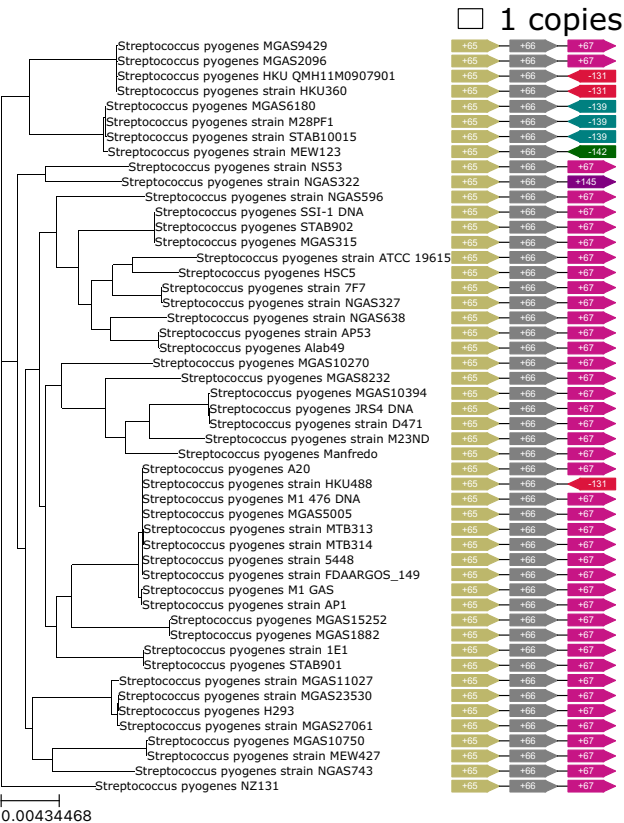 1 copies
Streptococcus pyogenes MGAS9429 +65 +66 +67
Streptococcus pyogenes MGAS2096 +65 +66 +67
Streptococcus pyogenes HKU QMH11M0907901 +65 +66 -131
Streptococcus pyogenes strain HKU360 +65 +66 -131
Streptococcus pyogenes MGAS6180 +65 +66 -139
Streptococcus pyogenes strain M28PF1 +65 +66 -139
Streptococcus pyogenes strain STAB10015 +65 +66 -139
Streptococcus pyogenes strain MEW123 +65 +66 -142
Streptococcus pyogenes strain NS53 +65 +66 +67
Streptococcus pyogenes strain NGAS322 +65 +66 +145
Streptococcus pyogenes strain NGAS596 +65 +66 +67
Streptococcus pyogenes SSI-1 DNA +65 +66 +67
Streptococcus pyogenes STAB902 +65 +66 +67
Streptococcus pyogenes MGAS315 +65 +66 +67
Streptococcus pyogenes strain ATCC 19615 +65 +66 +67
Streptococcus pyogenes HSC5 +65 +66 +67
Streptococcus pyogenes strain 7F7 +65 +66 +67
Streptococcus pyogenes strain NGAS327 +65 +66 +67
Streptococcus pyogenes strain NGAS638 +65 +66 +67
Streptococcus pyogenes strain AP53 +65 +66 +67
Streptococcus pyogenes Alab49 +65 +66 +67
Streptococcus pyogenes MGAS10270 +65 +66 +67
Streptococcus pyogenes MGAS8232 +65 +66 +67
Streptococcus pyogenes MGAS10394 +65 +66 +67
Streptococcus pyogenes JRS4 DNA +65 +66 +67
Streptococcus pyogenes strain D471 +65 +66 +67
Streptococcus pyogenes strain M23ND +65 +66 +67
Streptococcus pyogenes Manfredo +65 +66 +67
Streptococcus pyogenes A20 +65 +66 +67
Streptococcus pyogenes strain HKU488 +65 +66 -131
Streptococcus pyogenes M1 476 DNA +65 +66 +67
Streptococcus pyogenes MGAS5005 +65 +66 +67
Streptococcus pyogenes strain MTB313 +65 +66 +67
Streptococcus pyogenes strain MTB314 +65 +66 +67
Streptococcus pyogenes strain 5448 +65 +66 +67
Streptococcus pyogenes strain FDAARGOS_149 +65 +66 +67
Streptococcus pyogenes M1 GAS +65 +66 +67
Streptococcus pyogenes strain AP1 +65 +66 +67
Streptococcus pyogenes MGAS15252 +65 +66 +67
Streptococcus pyogenes MGAS1882 +65 +66 +67
Streptococcus pyogenes strain 1E1 +65 +66 +67
Streptococcus pyogenes STAB901 +65 +66 +67
Streptococcus pyogenes strain MGAS11027 +65 +66 +67
Streptococcus pyogenes strain MGAS23530 +65 +66 +67
Streptococcus pyogenes H293 +65 +66 +67
Streptococcus pyogenes strain MGAS27061 +65 +66 +67
Streptococcus pyogenes MGAS10750 +65 +66 +67
Streptococcus pyogenes strain MEW427 +65 +66 +67
Streptococcus pyogenes strain NGAS743 +65 +66 +67
Streptococcus pyogenes NZ131 +65 +66 +67
0.00434468